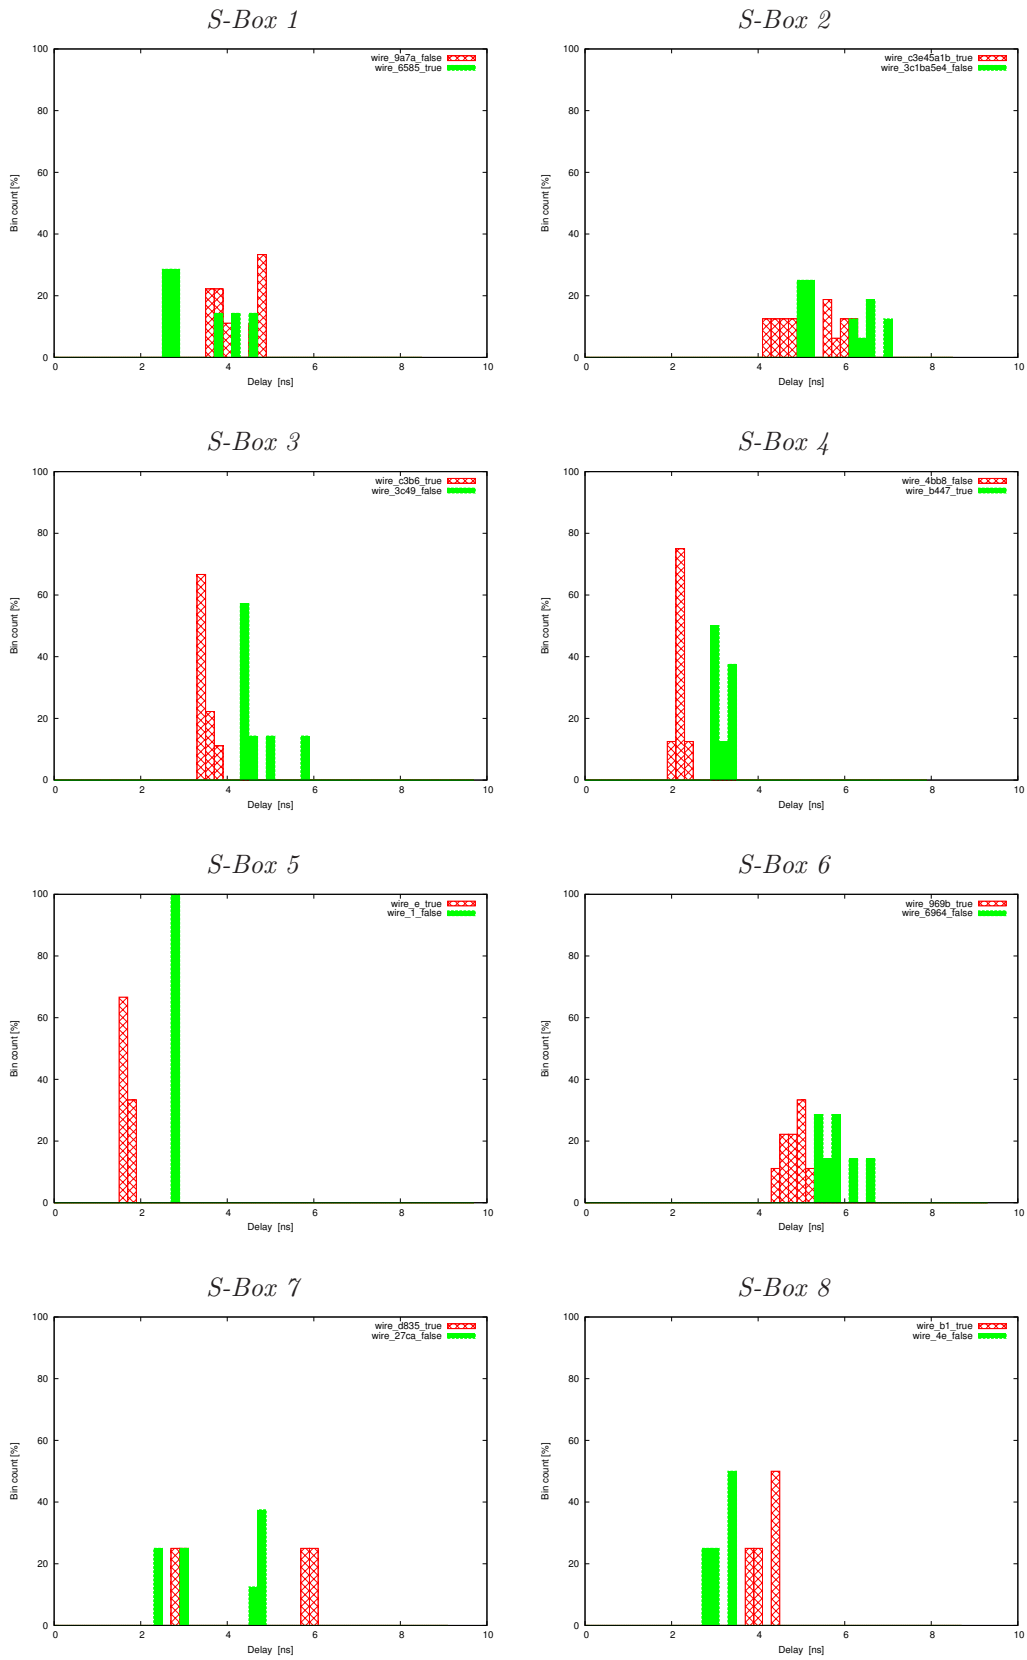 S-Box 1
100
80
60
40
20
0
Bin count [%]
wire_9a7a_false
wire_6585_true
0 2 4 6 8 10
Delay [ns]
S-Box 2
100
80
60
40
20
0
Bin count [%]
wire_c3e45a1b_true
wire_3c1ba5e4_false
0 2 4 6 8 10
Delay [ns]
S-Box 3
100
80
60
40
20
0
Bin count [%]
wire_c3b6_true
wire_3c49_false
0 2 4 6 8 10
Delay [ns]
S-Box 4
100
80
60
40
20
0
Bin count [%]
wire_4bb8_false
wire_b447_true
0 2 4 6 8 10
Delay [ns]
S-Box 5
100
80
60
40
20
0
Bin count [%]
wire_e_true
wire_1_false
0 2 4 6 8 10
Delay [ns]
S-Box 6
100
80
60
40
20
0
Bin count [%]
wire_969b_true
wire_6964_false
0 2 4 6 8 10
Delay [ns]
S-Box 7
100
80
60
40
20
0
Bin count [%]
wire_d835_true
wire_27ca_false
0 2 4 6 8 10
Delay [ns]
S-Box 8
100
80
60
40
20
0
Bin count [%]
wire_b1_true
wire_4e_false
0 2 4 6 8 10
Delay [ns]